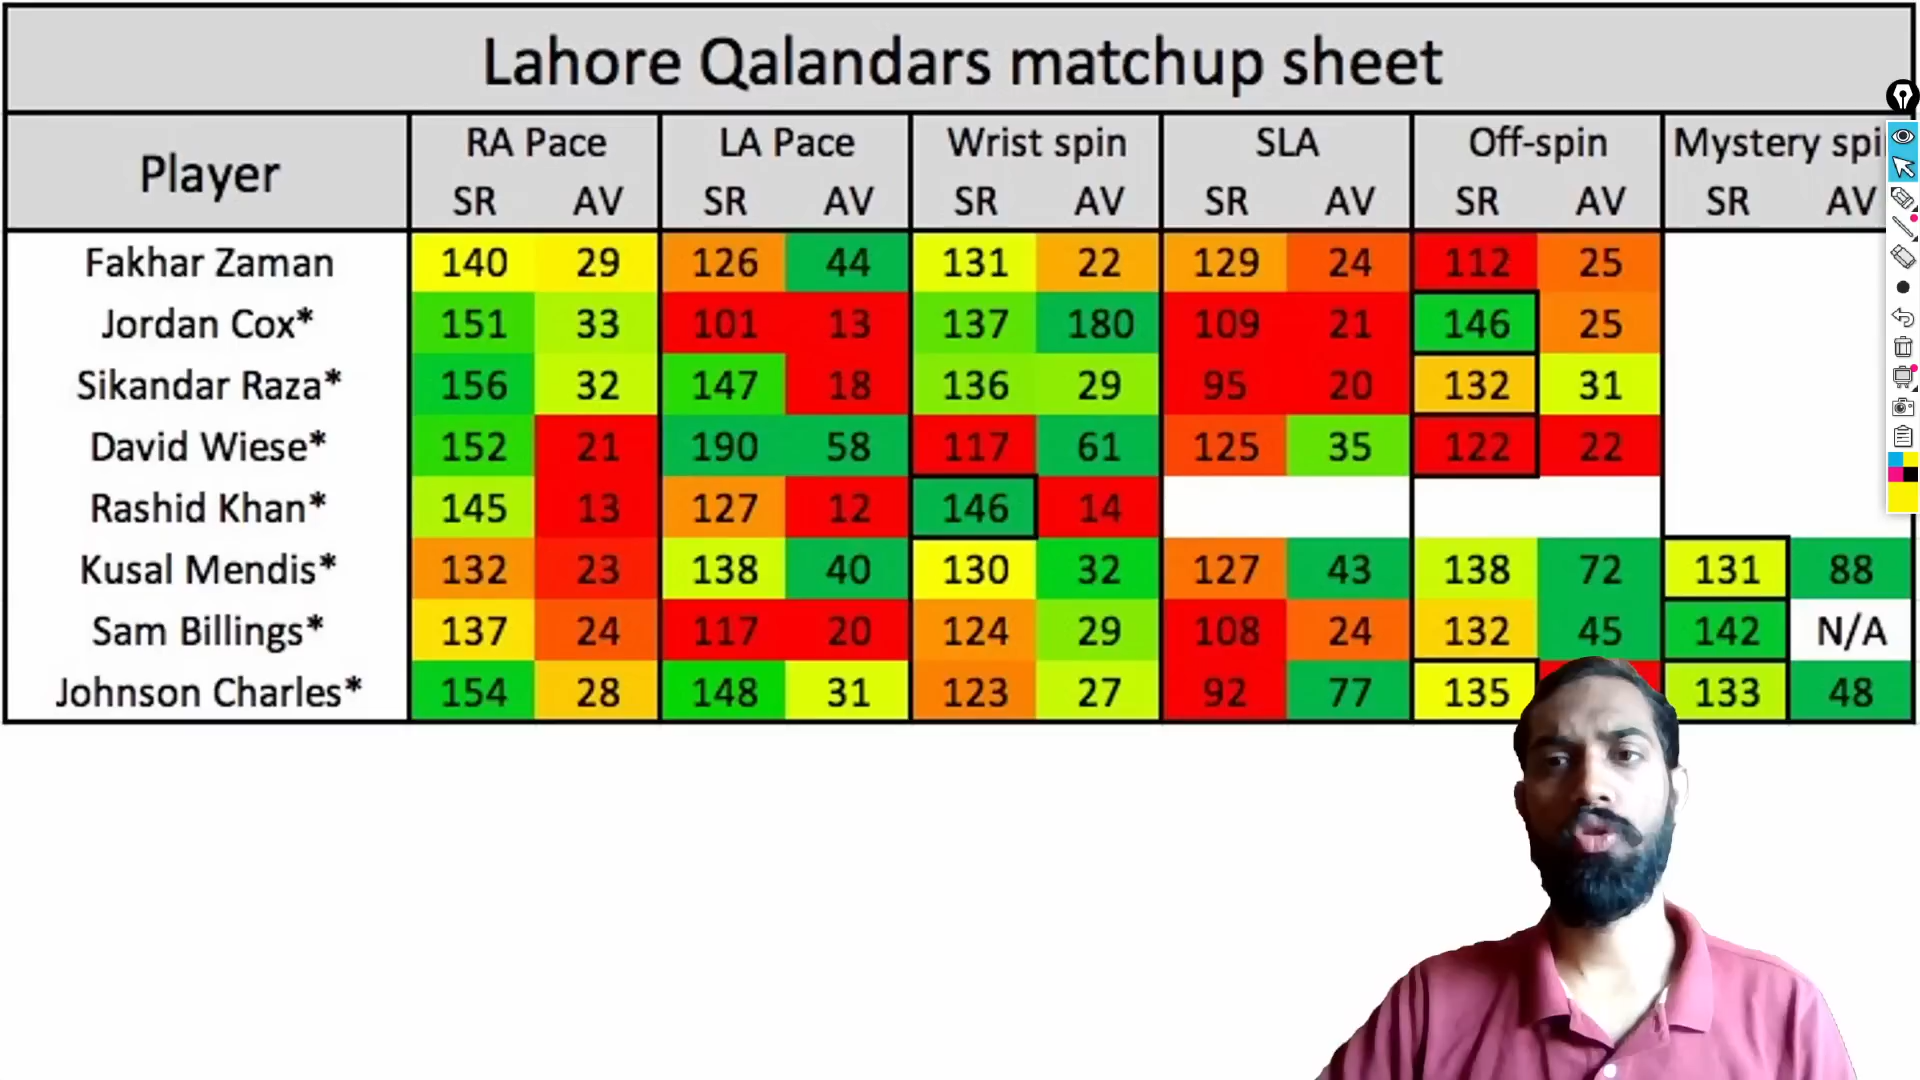 Lahore Qalandars matchup sheet
Player RA Pace LA Pace Wrist spin SLA Off-spin Mystery spi
SR AV SR AV SR AV SR AV SR AV SR AV
Fakhar Zaman 140 29 126 44 131 22 129 24 112 25
Jordan Cox* 151 33 101 13 137 180 109 21 146 25
Sikandar Raza* 156 32 147 18 136 29 95 20 132 31
David Wiese* 152 21 190 58 117 61 125 35 122 22
Rashid Khan* 145 13 127 12 146 14
Kusal Mendis* 132 23 138 40 130 32 127 43 138 72 131 88
Sam Billings* 137 24 117 20 124 29 108 24 132 45 142 N/A
Johnson Charles* 154 28 148 31 123 27 92 77 135 133 48